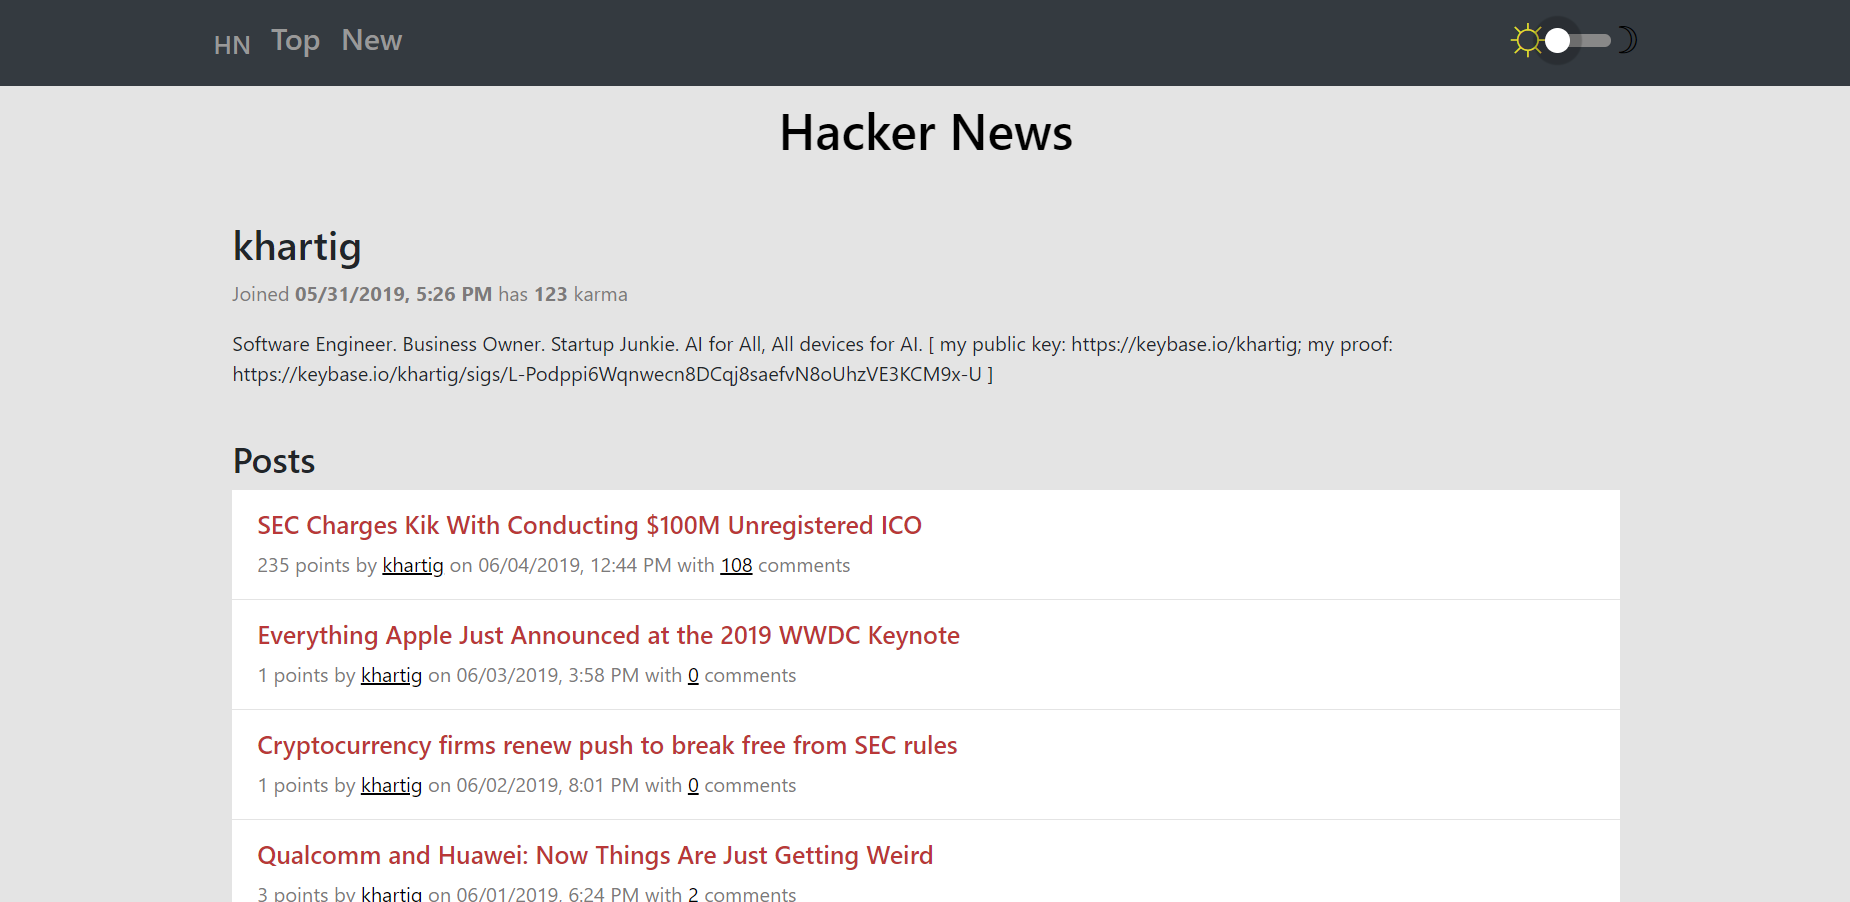 HN Top New
Hacker News
khartig
Joined 05/31/2019, 5:26 PM has 123 karma
Software Engineer. Business Owner. Startup Junkie. AI for All, All devices for AI. [ my public key: https://keybase.io/khartig; my proof:
https://keybase.io/khartig/sigs/L-Podppi6Wqnwecn8DCqj8saefvN8oUhzVE3KCM9x-U ]
Posts
SEC Charges Kik With Conducting $100M Unregistered ICO
235 points by khartig on 06/04/2019, 12:44 PM with 108 comments
Everything Apple Just Announced at the 2019 WWDC Keynote
1 points by khartig on 06/03/2019, 3:58 PM with 0 comments
Cryptocurrency firms renew push to break free from SEC rules
1 points by khartig on 06/02/2019, 8:01 PM with 0 comments
Qualcomm and Huawei: Now Things Are Just Getting Weird
3 points by khartig on 06/01/2019, 6:24 PM with 2 comments